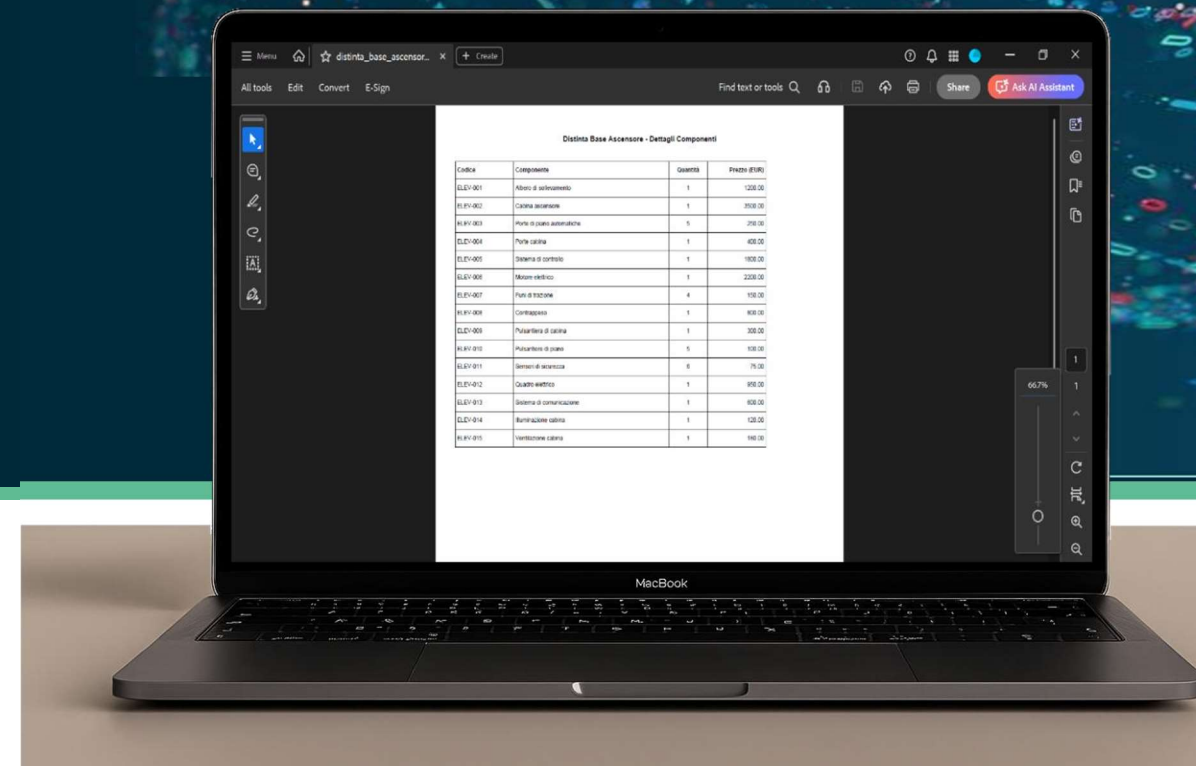 Menu distinta_base_ascensor... × + Create
All tools Edit Convert E-Sign Find text or tools Share Ask AI Assistant
Distinta Base Ascensore - Dettagli Componenti
Codice Componente Quantità Prezzo (EUR)
ELEV-001 Albero di sollevamento 1 1200.00
ELEV-002 Cabina ascensore 1 3500.00
ELEV-003 Porte di piano automatiche 5 250.00
ELEV-004 Porte cabina 1 400.00
ELEV-005 Sistema di controllo 1 1800.00
ELEV-006 Motore elettrico 1 2200.00
ELEV-007 Funi di trazione 4 150.00
ELEV-008 Contrappeso 1
ELEV-009 Pulsantiera di cabina 1 300.00
ELEV-010 Pulsantiere di piano 5 100.00
ELEV-011 Sensori di sicurezza 75.00
ELEV-012 Quadro elettrico 1 950.00
ELEV-013 Sistema di comunicazione 1 600.00
ELEV-014 Illuminazione cabina 1 120.00
ELEV-015 Ventilazione cabina 1
1
66.7% 1
MacBook